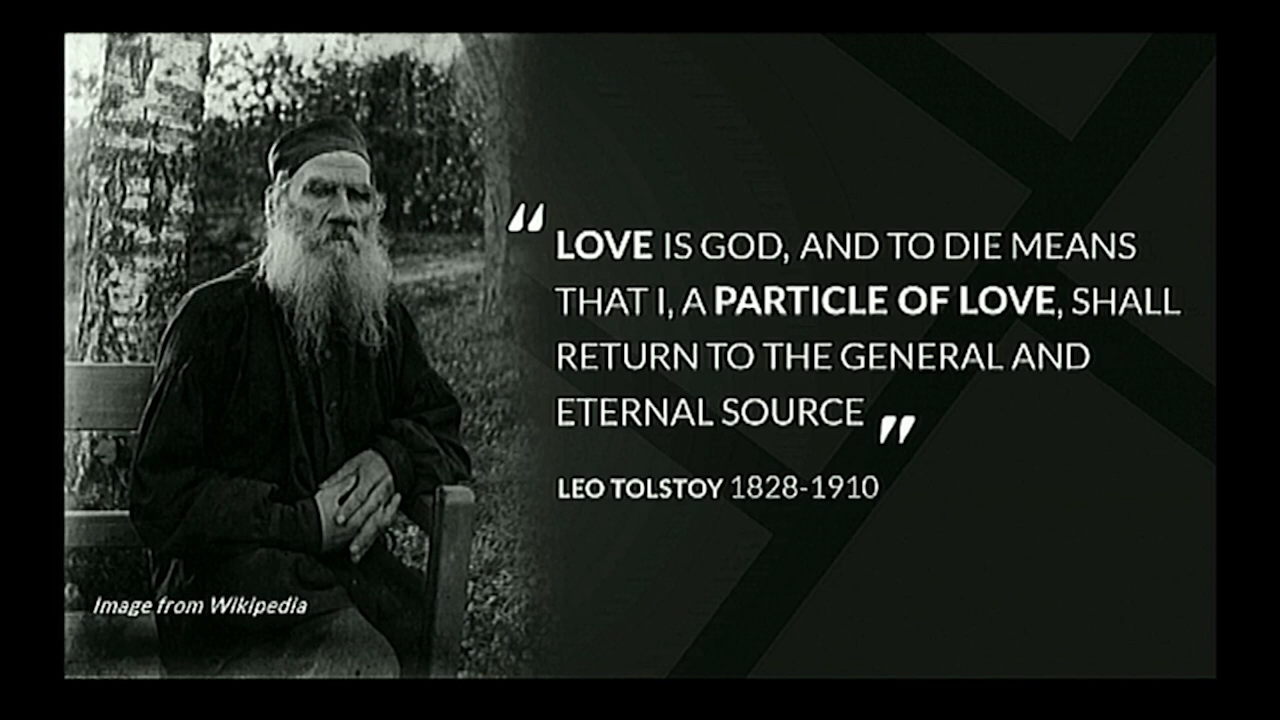 “LOVE IS GOD, AND TO DIE MEANS
THAT I, A PARTICLE OF LOVE, SHALL
RETURN TO THE GENERAL AND
ETERNAL SOURCE”
LEO TOLSTOY 1828-1910
Image from Wikipedia